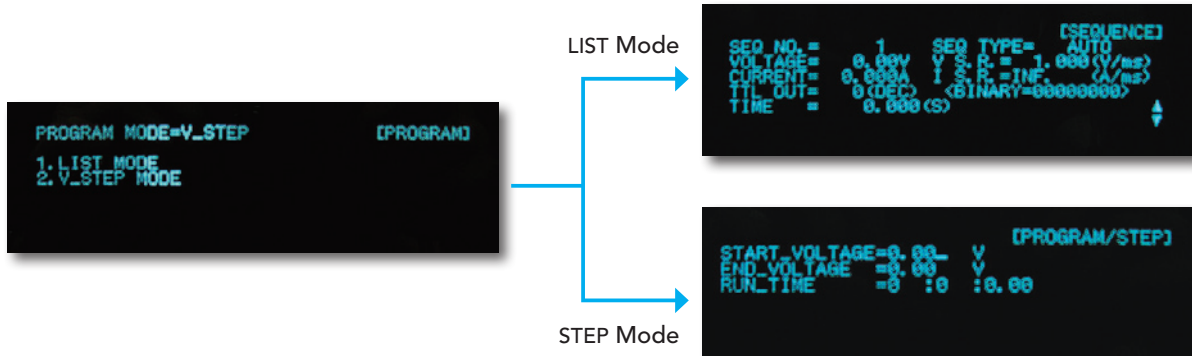 PROGRAM MODE=V_STEP [PROGRAM]
1.LIST MODE
2.V_STEP MODE
LIST Mode
[SEQUENCE]
SEQ NO.= 1 SEQ TYPE= AUTO
VOLTAGE= 0.00V V S.R.= 1.000(V/ms)
CURRENT= 0.000A I S.R.=INF. (A/ms)
TTL OUT= 0(DEC) (BINARY=00000000)
TIME = 0.000(S)
STEP Mode
[PROGRAM/STEP]
START_VOLTAGE=0.00_ V
END_VOLTAGE =0.00 V
RUN_TIME =0 :0 :0.00